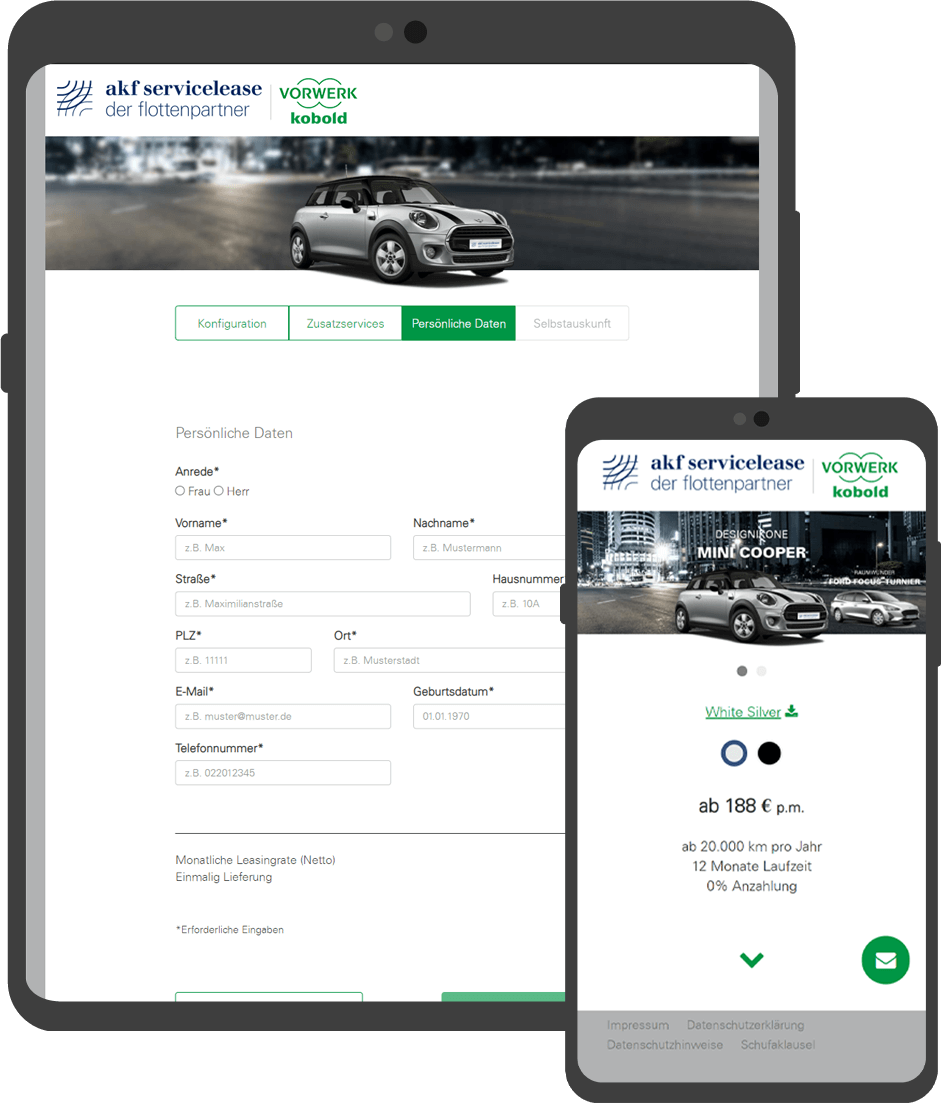 akf servicelease
der flottenpartner
VORWERK
kobold
Konfiguration
Zusatzservices
Persönliche Daten
Selbstauskunft
Persönliche Daten
Anrede*
Frau Herr
Vorname* Nachname*
z.B. Max z.B. Mustermann
Straße* Hausnummer
z.B. Maximilianstraße z.B. 10A
PLZ* Ort*
z.B. 11111 z.B. Musterstadt
E-Mail* Geburtsdatum*
z.B. muster@muster.de 01.01.1970
Telefonnummer*
z.B. 022012345
Monatliche Leasingrate (Netto)
Einmalig Lieferung
*Erforderliche Eingaben
akf servicelease
der flottenpartner
VORWERK
kobold
DESIGNIKONE
MINI COOPER
RAUMWUNDER
FORD FOCUS TURNIER
White Silver
ab 188 € p.m.
ab 20.000 km pro Jahr
12 Monate Laufzeit
0% Anzahlung
Impressum Datenschutzerklärung
Datenschutzhinweise Schufaklausel